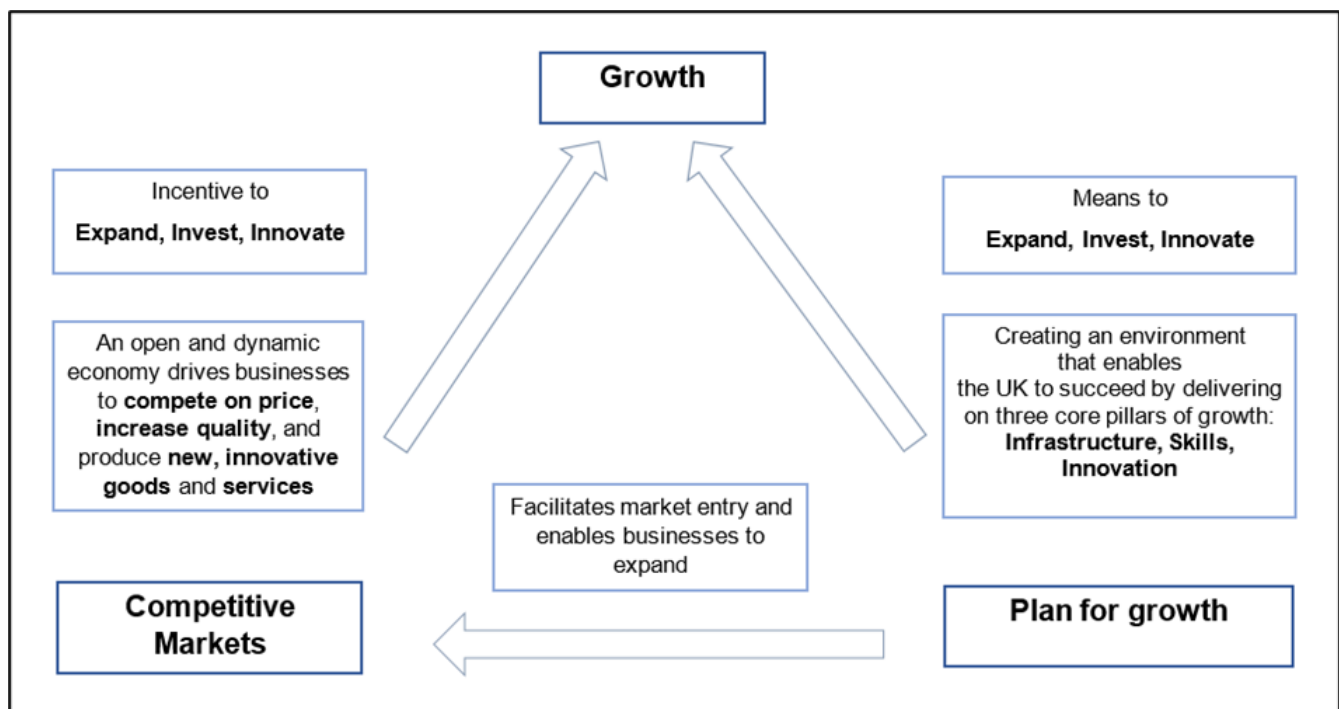 Growth
Incentive to
Expand, Invest, Innovate
Means to
Expand, Invest, Innovate
An open and dynamic
economy drives businesses
to compete on price,
increase quality, and
produce new, innovative
goods and services
Creating an environment
that enables
the UK to succeed by delivering
on three core pillars of growth:
Infrastructure, Skills,
Innovation
Facilitates market entry and
enables businesses to
expand
Competitive
Markets
Plan for growth